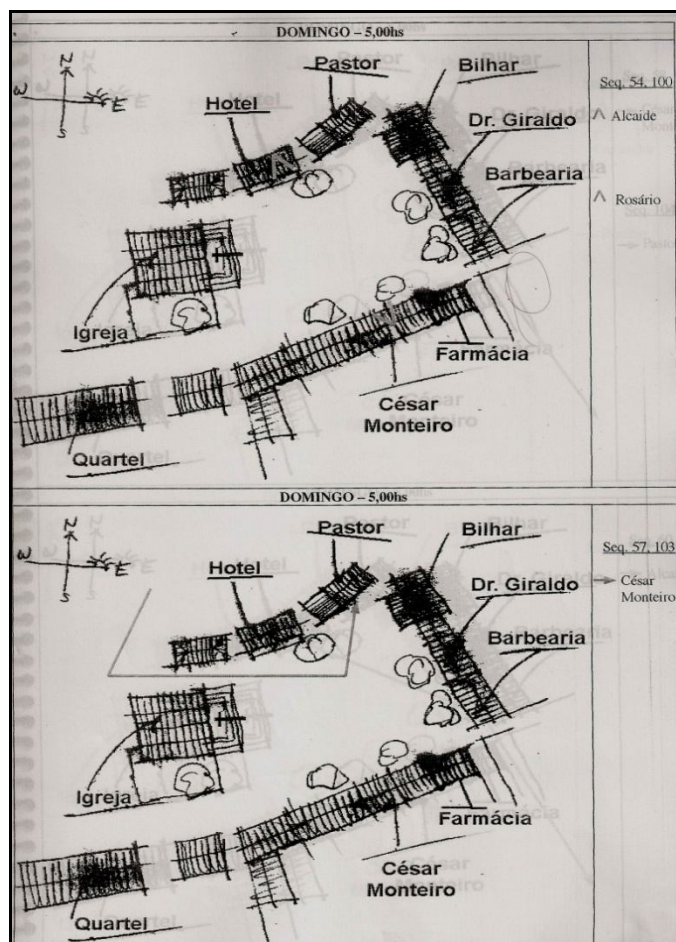 DOMINGO – 5,00hs
N
W
E
S
Pastor
Bilhar
Hotel
Dr. Giraldo
Barbearia
Igreja
Farmácia
César
Monteiro
Quartel
Seq. 54, 100
^ Alcaide
^ Rosário
DOMINGO – 5,00hs
N
W
E
S
Pastor
Bilhar
Hotel
Dr. Giraldo
Barbearia
Igreja
Farmácia
César
Monteiro
Quartel
Seq. 57, 103
→ César
Monteiro